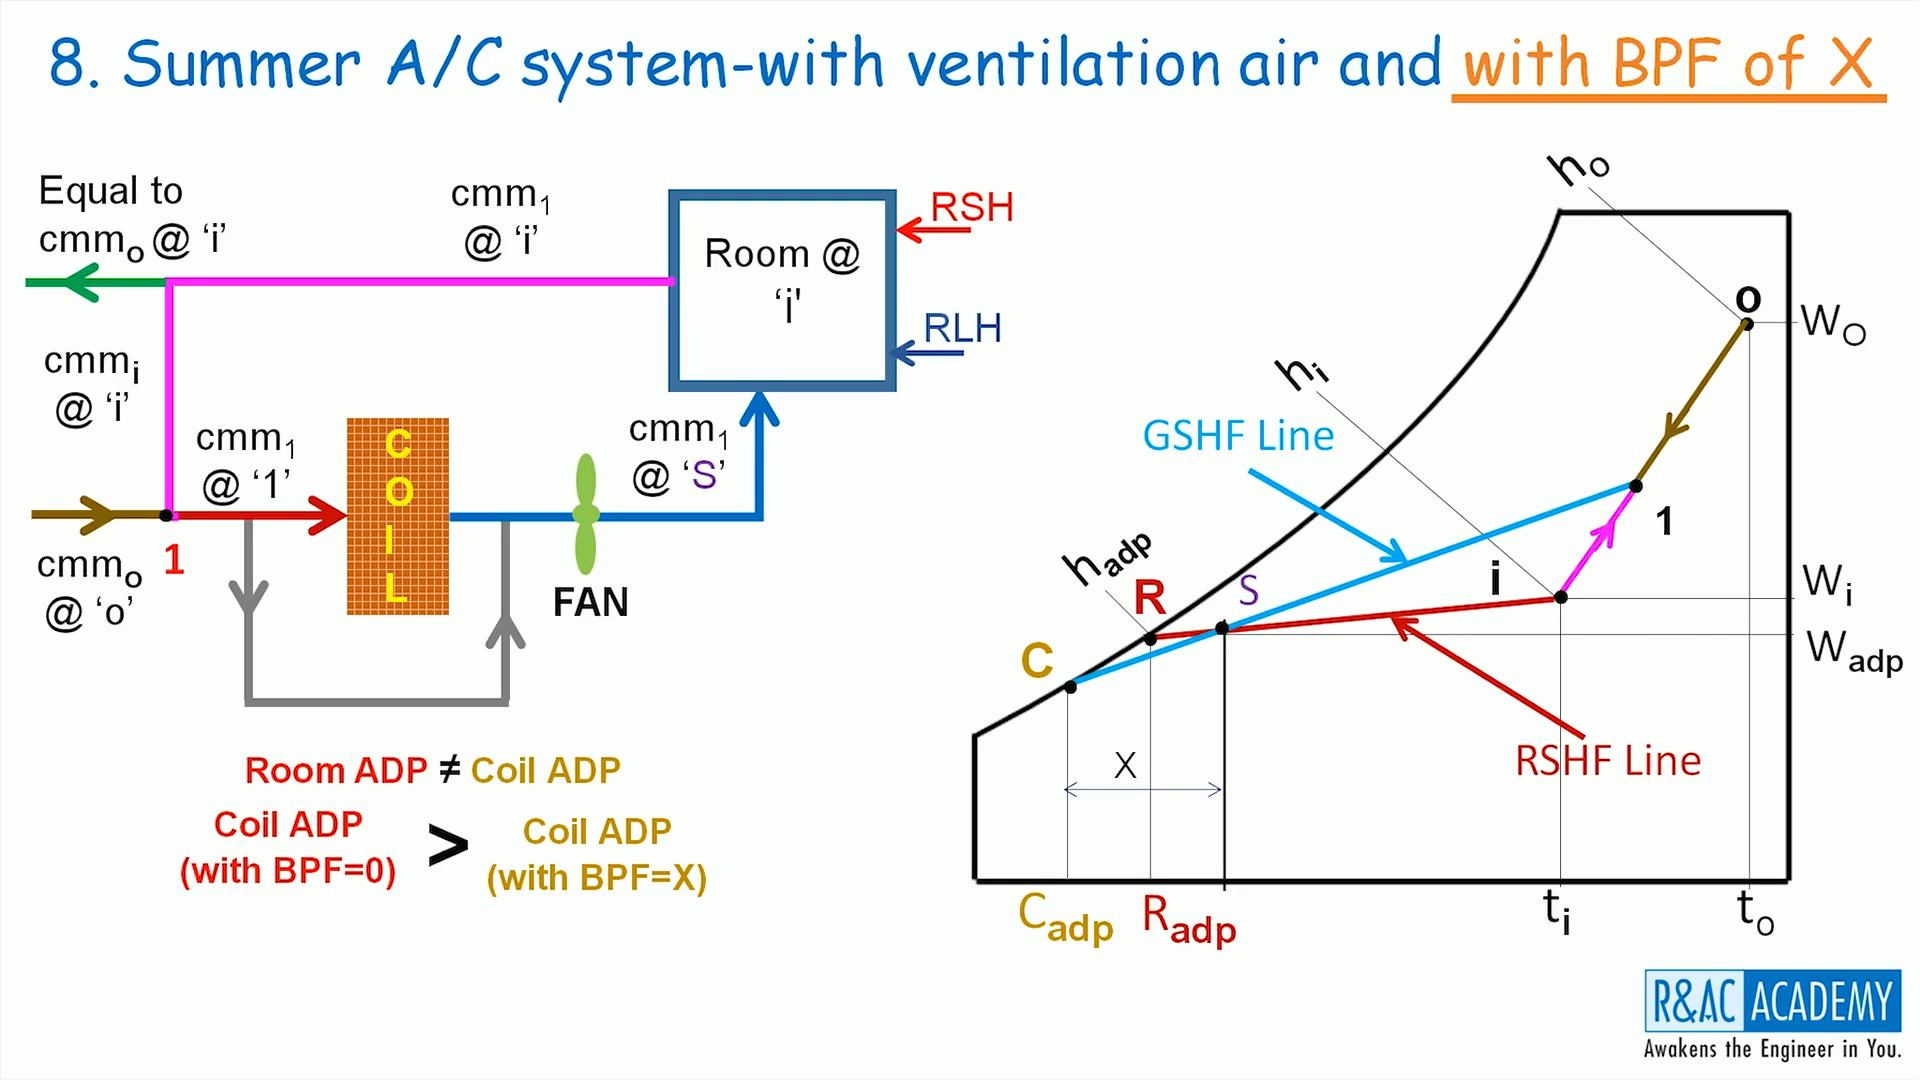 8. Summer A/C system-with ventilation air and with BPF of X
Equal to
cmmo @ ‘i’
cmm1
@ ‘i’
Room @
‘i'
RSH
RLH
cmmi
@ ‘i’
cmm1
@ ‘1’
C
O
I
L
cmm1
@ ‘S’
cmmo
@ ‘o’
1
FAN
Room ADP ≠ Coil ADP
Coil ADP
(with BPF=0)
>
Coil ADP
(with BPF=X)
ho
o
Wo
hi
GSHF Line
1
hadp
R
S
i
Wi
C
Wadp
X
RSHF Line
Cadp
Radp
ti
to
R&AC ACADEMY
Awakens the Engineer in You.